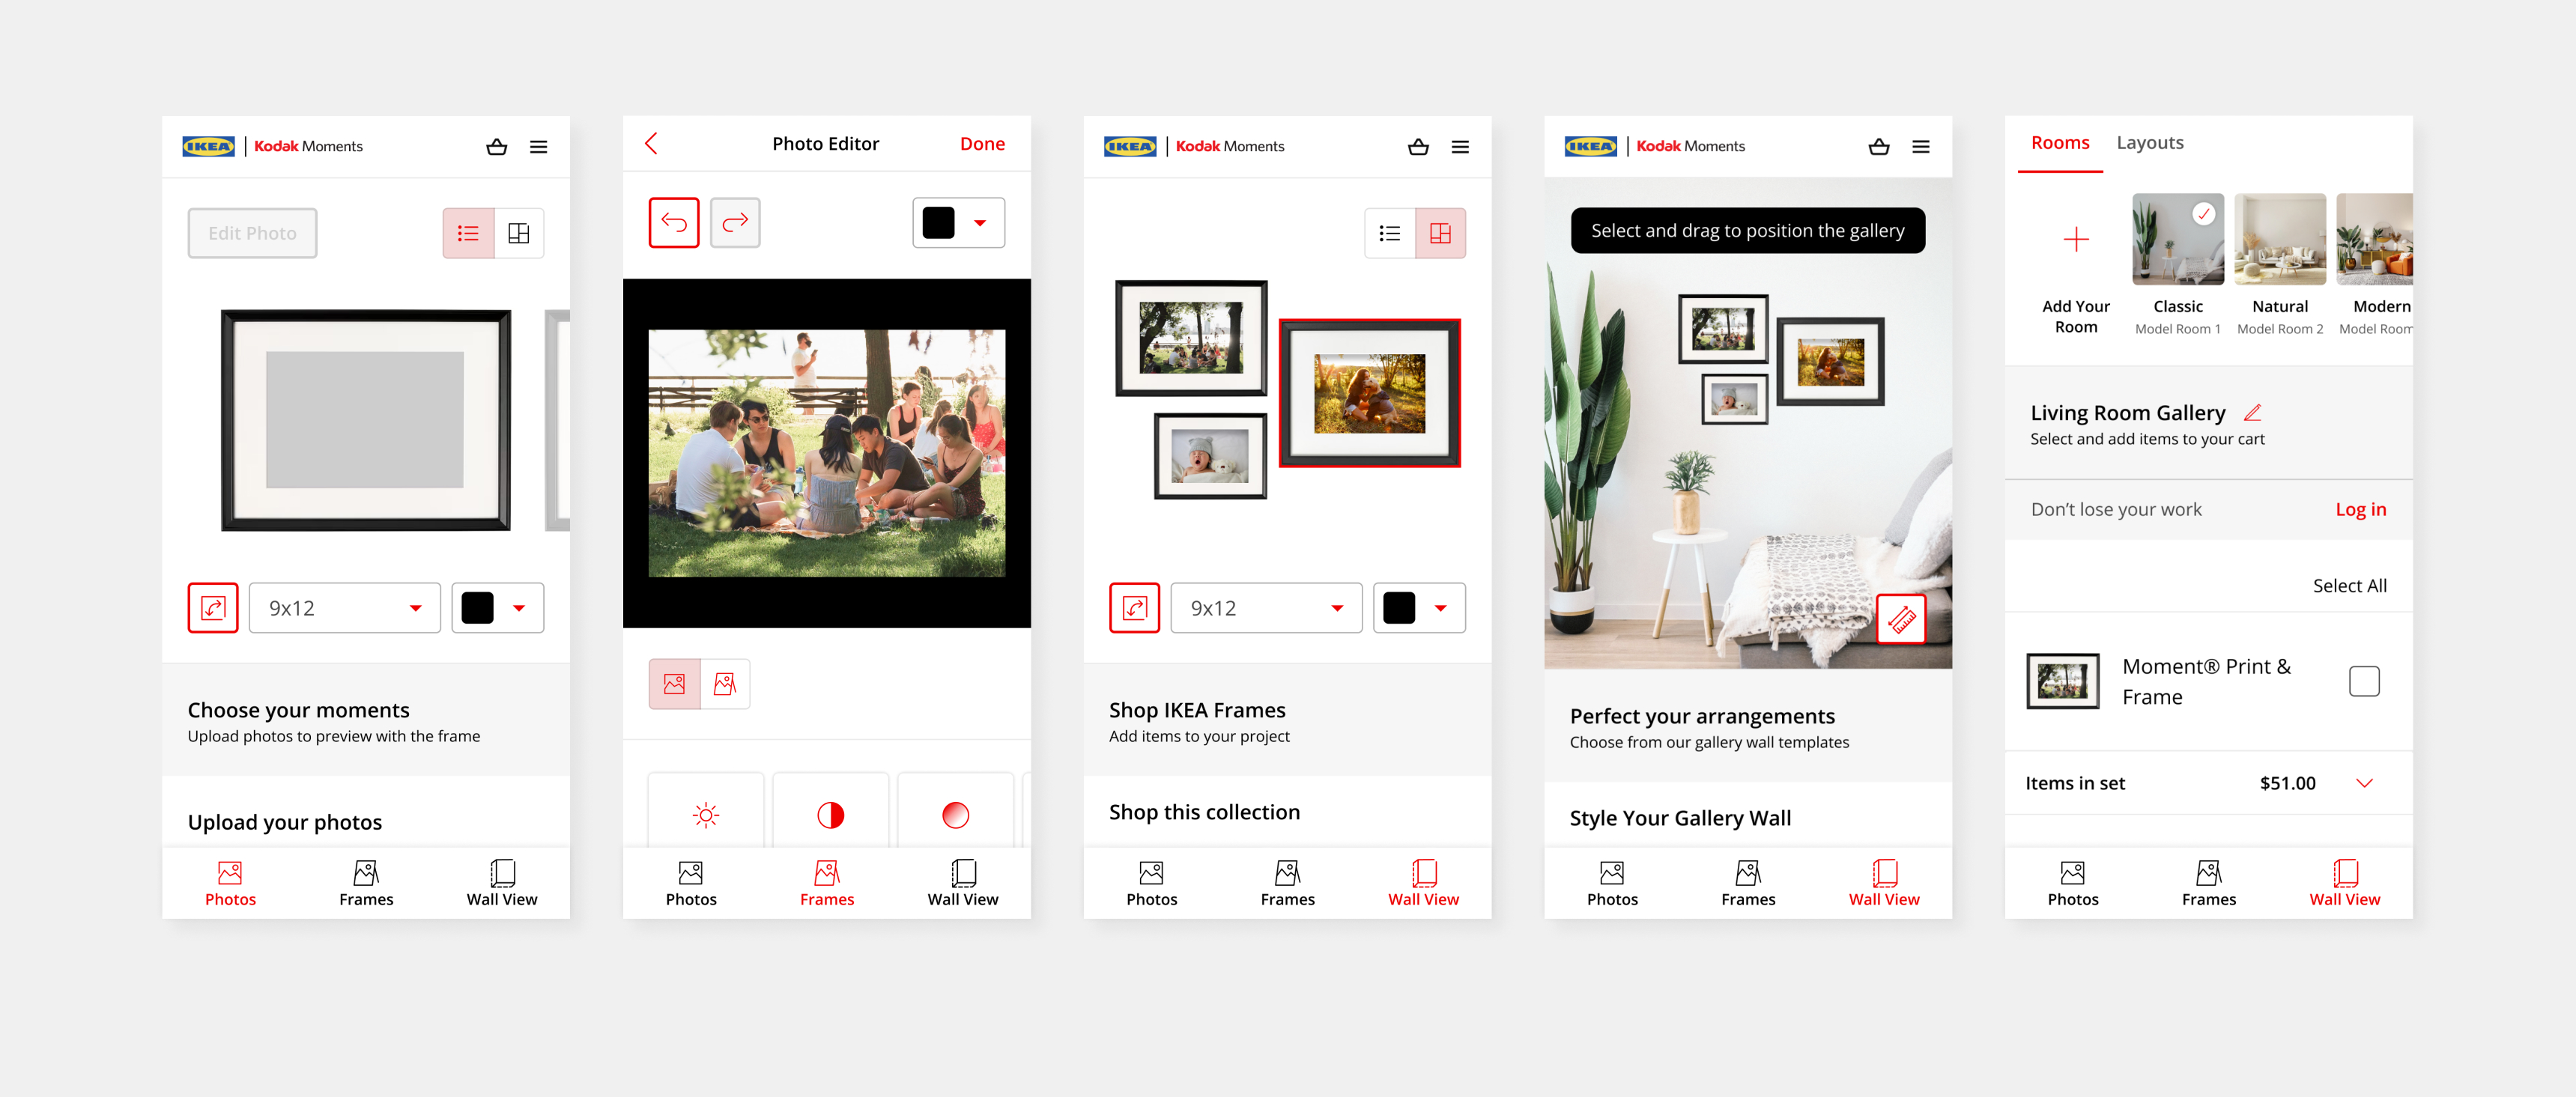 IKEA | Kodak Moments
Edit Photo
9x12
Choose your moments
Upload photos to preview with the frame
Upload your photos
Photos Frames Wall View
Photo Editor Done
Photos Frames Wall View
IKEA | Kodak Moments
9x12
Shop IKEA Frames
Add items to your project
Shop this collection
Photos Frames Wall View
IKEA | Kodak Moments
Select and drag to position the gallery
Perfect your arrangements
Choose from our gallery wall templates
Style Your Gallery Wall
Photos Frames Wall View
Rooms Layouts
Add Your
Room
Classic
Model Room 1
Natural
Model Room 2
Modern
Model Room
Living Room Gallery
Select and add items to your cart
Don’t lose your work Log in
Select All
Moment® Print &
Frame
Items in set $51.00
Photos Frames Wall View